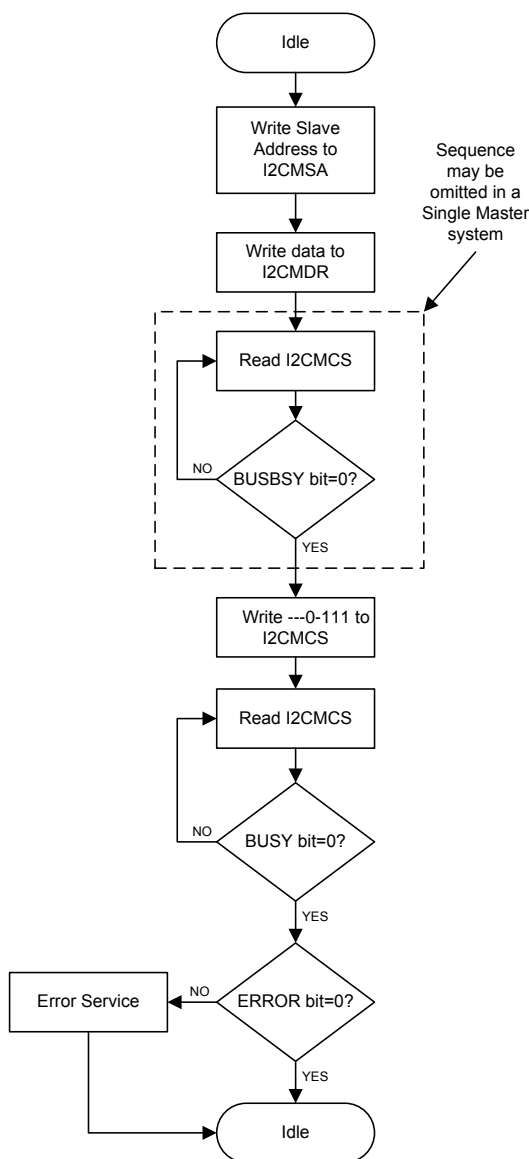 Idle
Write Slave
Address to
I2CMSA
Sequence
may be
omitted in a
Single Master
system
Write data to
I2CMDR
Read I2CMCS
BUSBSY bit=0?
NO
YES
Write ---0-111 to
I2CMCS
Read I2CMCS
BUSY bit=0?
NO
YES
Error Service
NO
ERROR bit=0?
YES
Idle